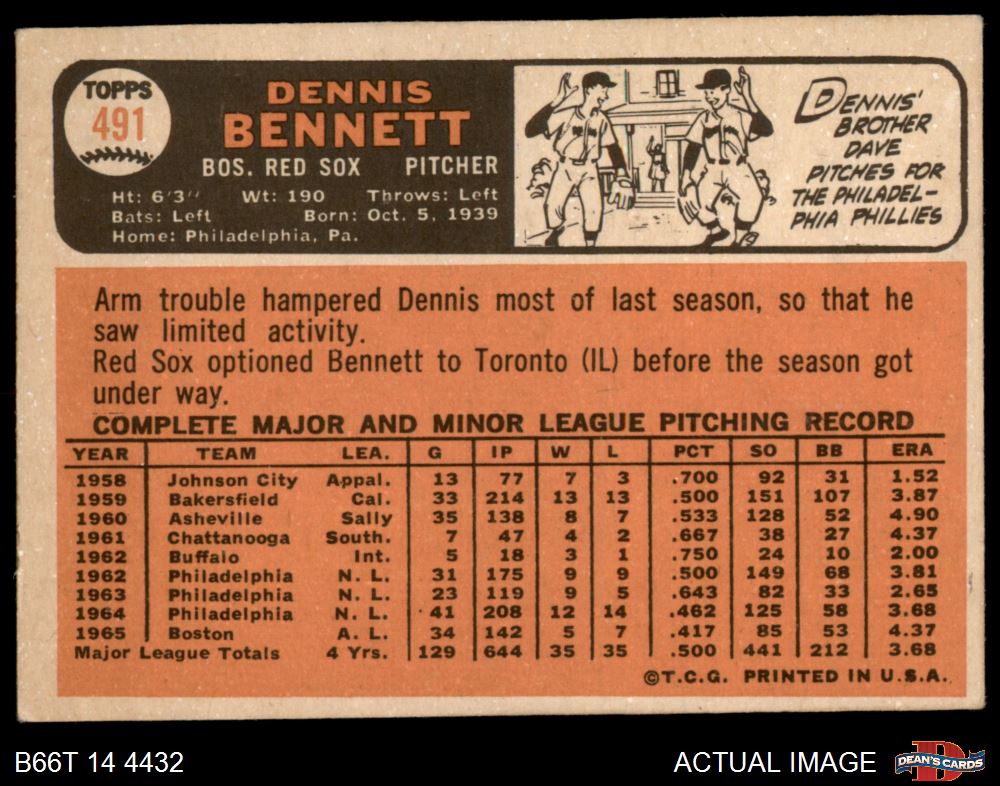 TOPPS
491
DENNIS
BENNETT
BOS. RED SOX PITCHER
Ht: 6'3" Wt: 190 Throws: Left
Bats: Left Born: Oct. 5, 1939
Home: Philadelphia, Pa.
DENNIS'
BROTHER
DAVE
PITCHES FOR
THE PHILADEL-
PHIA PHILLIES
Arm trouble hampered Dennis most of last season, so that he
saw limited activity.
Red Sox optioned Bennett to Toronto (IL) before the season got
under way.
COMPLETE MAJOR AND MINOR LEAGUE PITCHING RECORD
YEAR TEAM LEA. G IP W L PCT SO BB ERA
1958 Johnson City Appal. 13 77 7 3 .700 92 31 1.52
1959 Bakersfield Cal. 33 214 13 13 .500 151 107 3.87
1960 Asheville Sally 35 138 8 7 .533 128 52 4.90
1961 Chattanooga South. 7 47 4 2 .667 38 27 4.37
1962 Buffalo Int. 5 18 3 1 .750 24 10 2.00
1962 Philadelphia N. L. 31 175 9 9 .500 149 68 3.81
1963 Philadelphia N. L. 23 119 9 5 .643 82 33 2.65
1964 Philadelphia N. L. 41 208 12 14 .462 125 58 3.68
1965 Boston A. L. 34 142 5 7 .417 85 53 4.37
Major League Totals 4 Yrs. 129 644 35 35 .500 441 212 3.68
©T.C.G. PRINTED IN U.S.A.
B66T 14 4432
ACTUAL IMAGE
DEAN'S CARDS